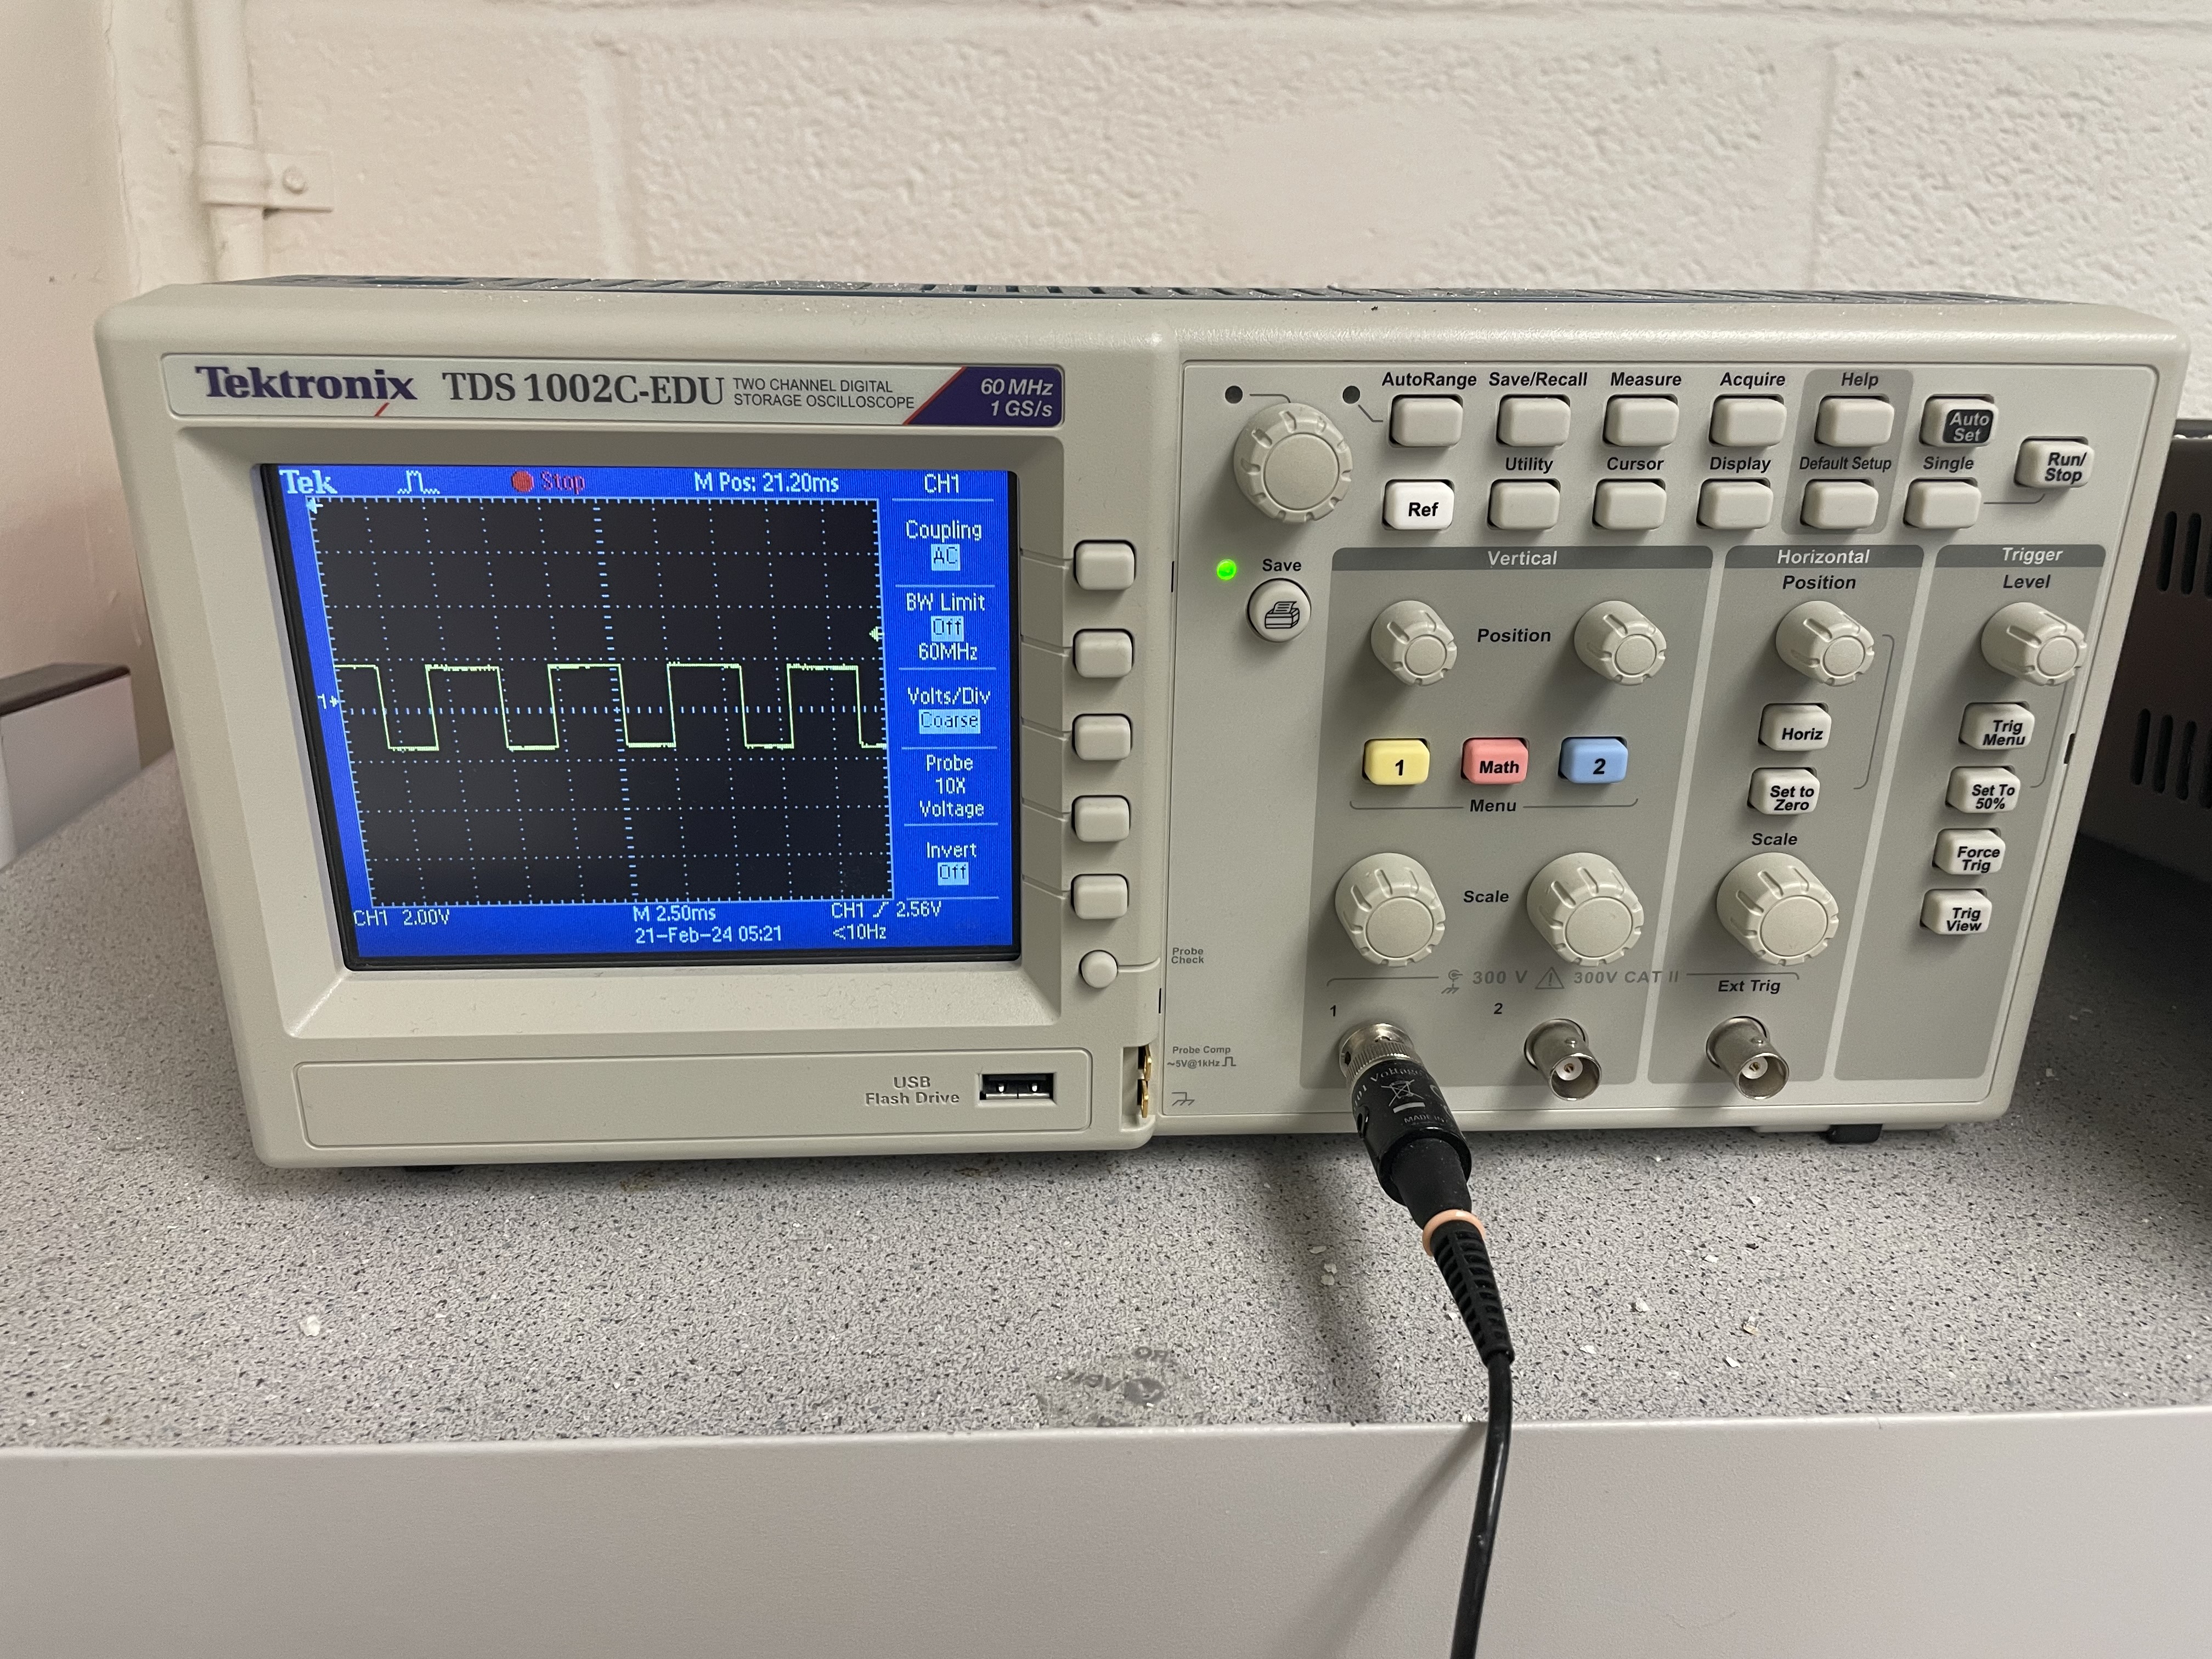 Tektronix TDS 1002C-EDU TWO CHANNEL DIGITAL
STORAGE OSCILLOSCOPE
60 MHz
1 GS/s
Tek Stop M Pos: 21.20ms CH1
Coupling
AC
BW Limit
Off
60MHz
Volts/Div
Coarse
Probe
10X
Voltage
Invert
Off
1
CH1 2.00V M 2.50ms CH1 2.56V
21-Feb-24 05:21 <10Hz
USB
Flash Drive
Probe
Check
Probe Comp
~5V@1kHz
AutoRange Save/Recall Measure Acquire Help
Auto
Set
Utility Cursor Display Default Setup Single
Run/
Stop
Ref
Save
Vertical Horizontal Trigger
Position Level
Position
1 Math 2
Menu
Horiz
Set to
Zero
Trig
Menu
Set To
50%
Force
Trig
Trig
View
Scale
Scale
300 V 300V CAT II
1 2 Ext Trig